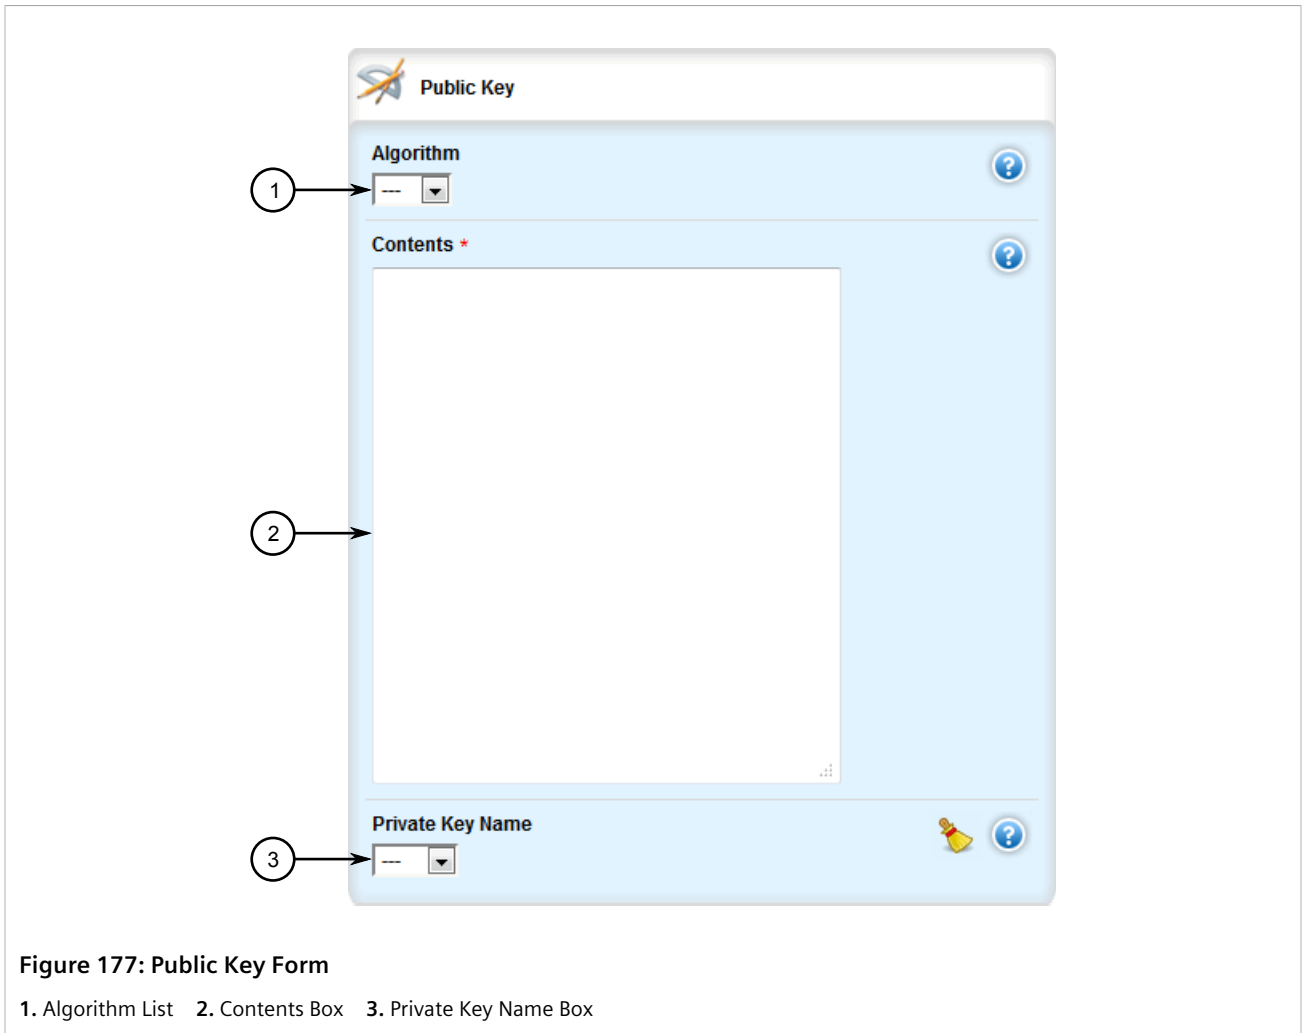 Public Key
Algorithm
1
---
Contents *
2
Private Key Name
3
---
Figure 177: Public Key Form
1. Algorithm List 2. Contents Box 3. Private Key Name Box